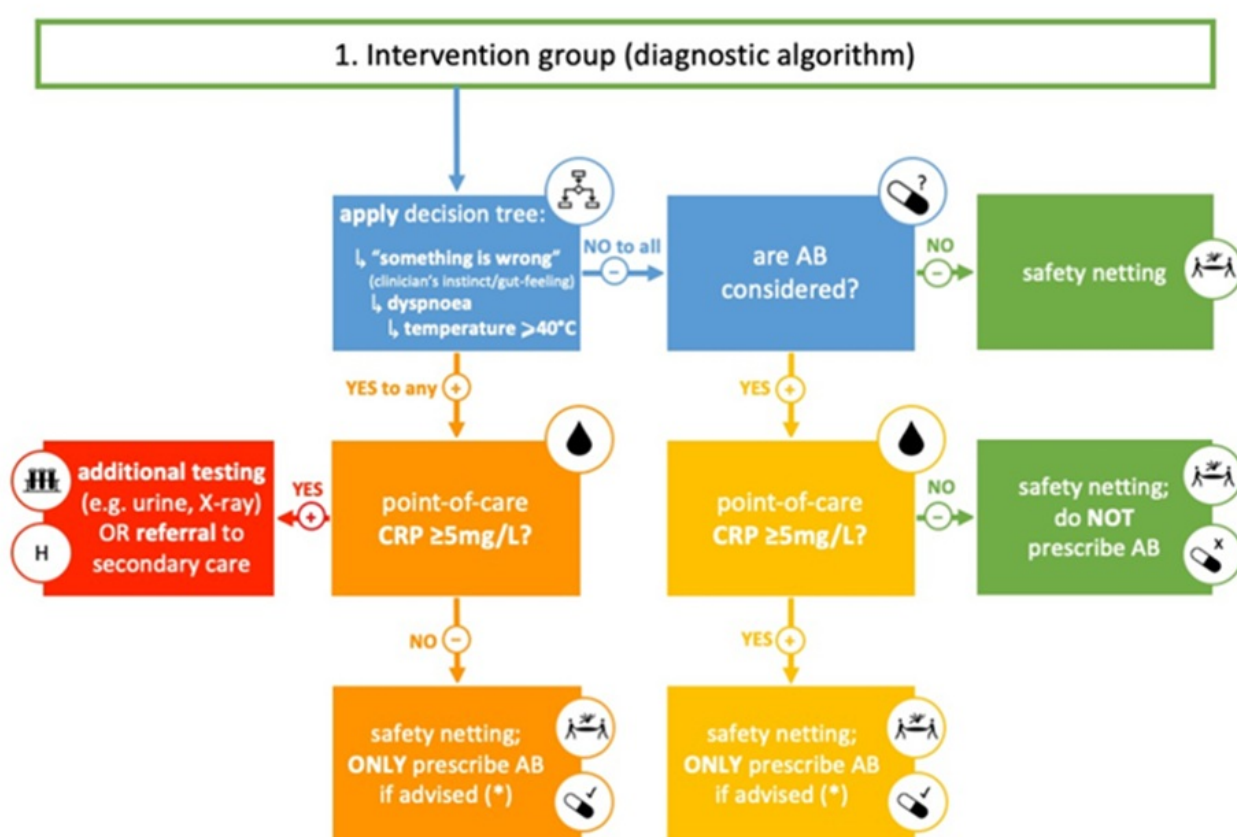 1. Intervention group (diagnostic algorithm)
apply decision tree:
↳ “something is wrong”
(clinician's instinct/gut-feeling)
↳ dyspnoea
↳ temperature ⩾40°C
NO to all
−
?
are AB
considered?
NO
−
safety netting
YES to any
+
YES
+
additional testing
(e.g. urine, X-ray)
OR referral to
secondary care
H
YES
+
point-of-care
CRP ≥5mg/L?
point-of-care
CRP ≥5mg/L?
NO
−
safety netting;
do NOT
prescribe AB
X
NO
−
YES
+
safety netting;
ONLY prescribe AB
if advised (*)
safety netting;
ONLY prescribe AB
if advised (*)